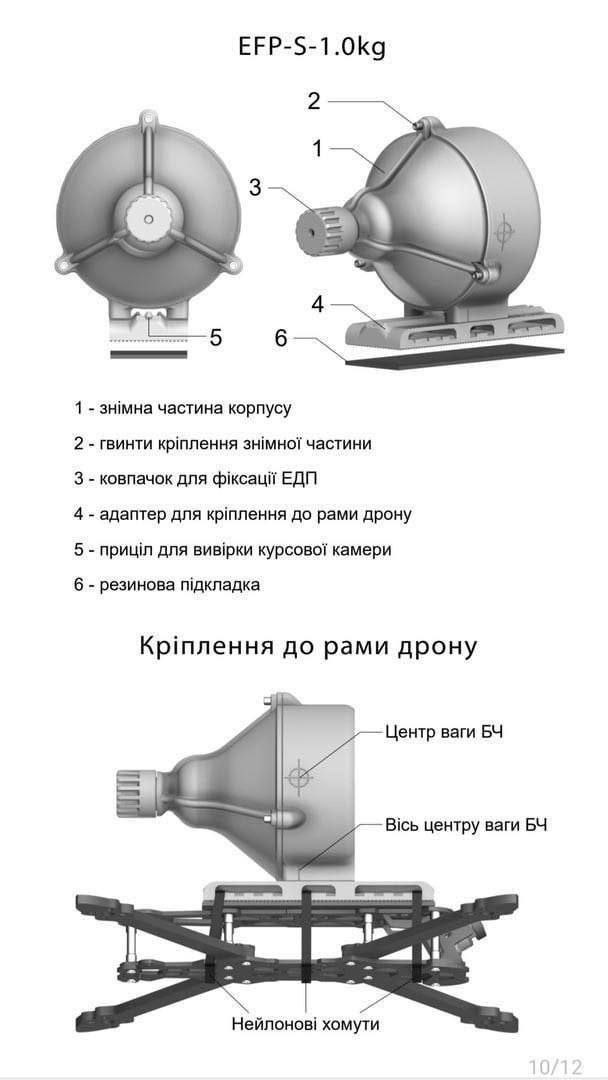 EFP-S-1.0kg
2
1
3
4
5
6
1 - знімна частина корпусу
2 - гвинти кріплення знімної частини
3 - ковпачок для фіксації ЕДП
4 - адаптер для кріплення до рами дрону
5 - приціл для вивірки курсової камери
6 - резинова підкладка
Кріплення до рами дрону
Центр ваги БЧ
Вісь центру ваги БЧ
Нейлонові хомути
10/12